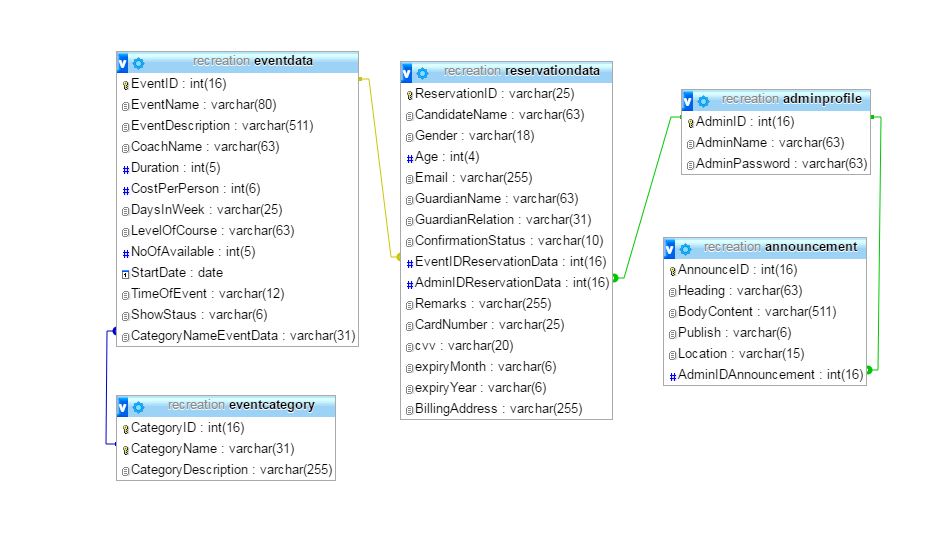 recreation eventdata
EventID : int(16)
EventName : varchar(80)
EventDescription : varchar(511)
CoachName : varchar(63)
Duration : int(5)
CostPerPerson : int(6)
DaysInWeek : varchar(25)
LevelOfCourse : varchar(63)
NoOfAvailable : int(5)
StartDate : date
TimeOfEvent : varchar(12)
ShowStaus : varchar(6)
CategoryNameEventData : varchar(31)
recreation eventcategory
CategoryID : int(16)
CategoryName : varchar(31)
CategoryDescription : varchar(255)
recreation reservationdata
ReservationID : varchar(25)
CandidateName : varchar(63)
Gender : varchar(18)
Age : int(4)
Email : varchar(255)
GuardianName : varchar(63)
GuardianRelation : varchar(31)
ConfirmationStatus : varchar(10)
EventIDReservationData : int(16)
AdminIDReservationData : int(16)
Remarks : varchar(255)
CardNumber : varchar(25)
cvv : varchar(20)
expiryMonth : varchar(6)
expiryYear : varchar(6)
BillingAddress : varchar(255)
recreation adminprofile
AdminID : int(16)
AdminName : varchar(63)
AdminPassword : varchar(63)
recreation announcement
AnnounceID : int(16)
Heading : varchar(63)
BodyContent : varchar(511)
Publish : varchar(6)
Location : varchar(15)
AdminIDAnnouncement : int(16)